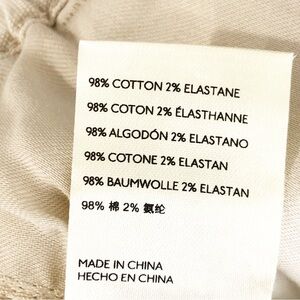 98% COTTON 2% ELASTANE
98% COTON 2% ÉLASTHANNE
98% ALGODÓN 2% ELASTANO
98% COTONE 2% ELASTAN
98% BAUMWOLLE 2% ELASTAN
98% 棉 2% 氨纶
MADE IN CHINA
HECHO EN CHINA